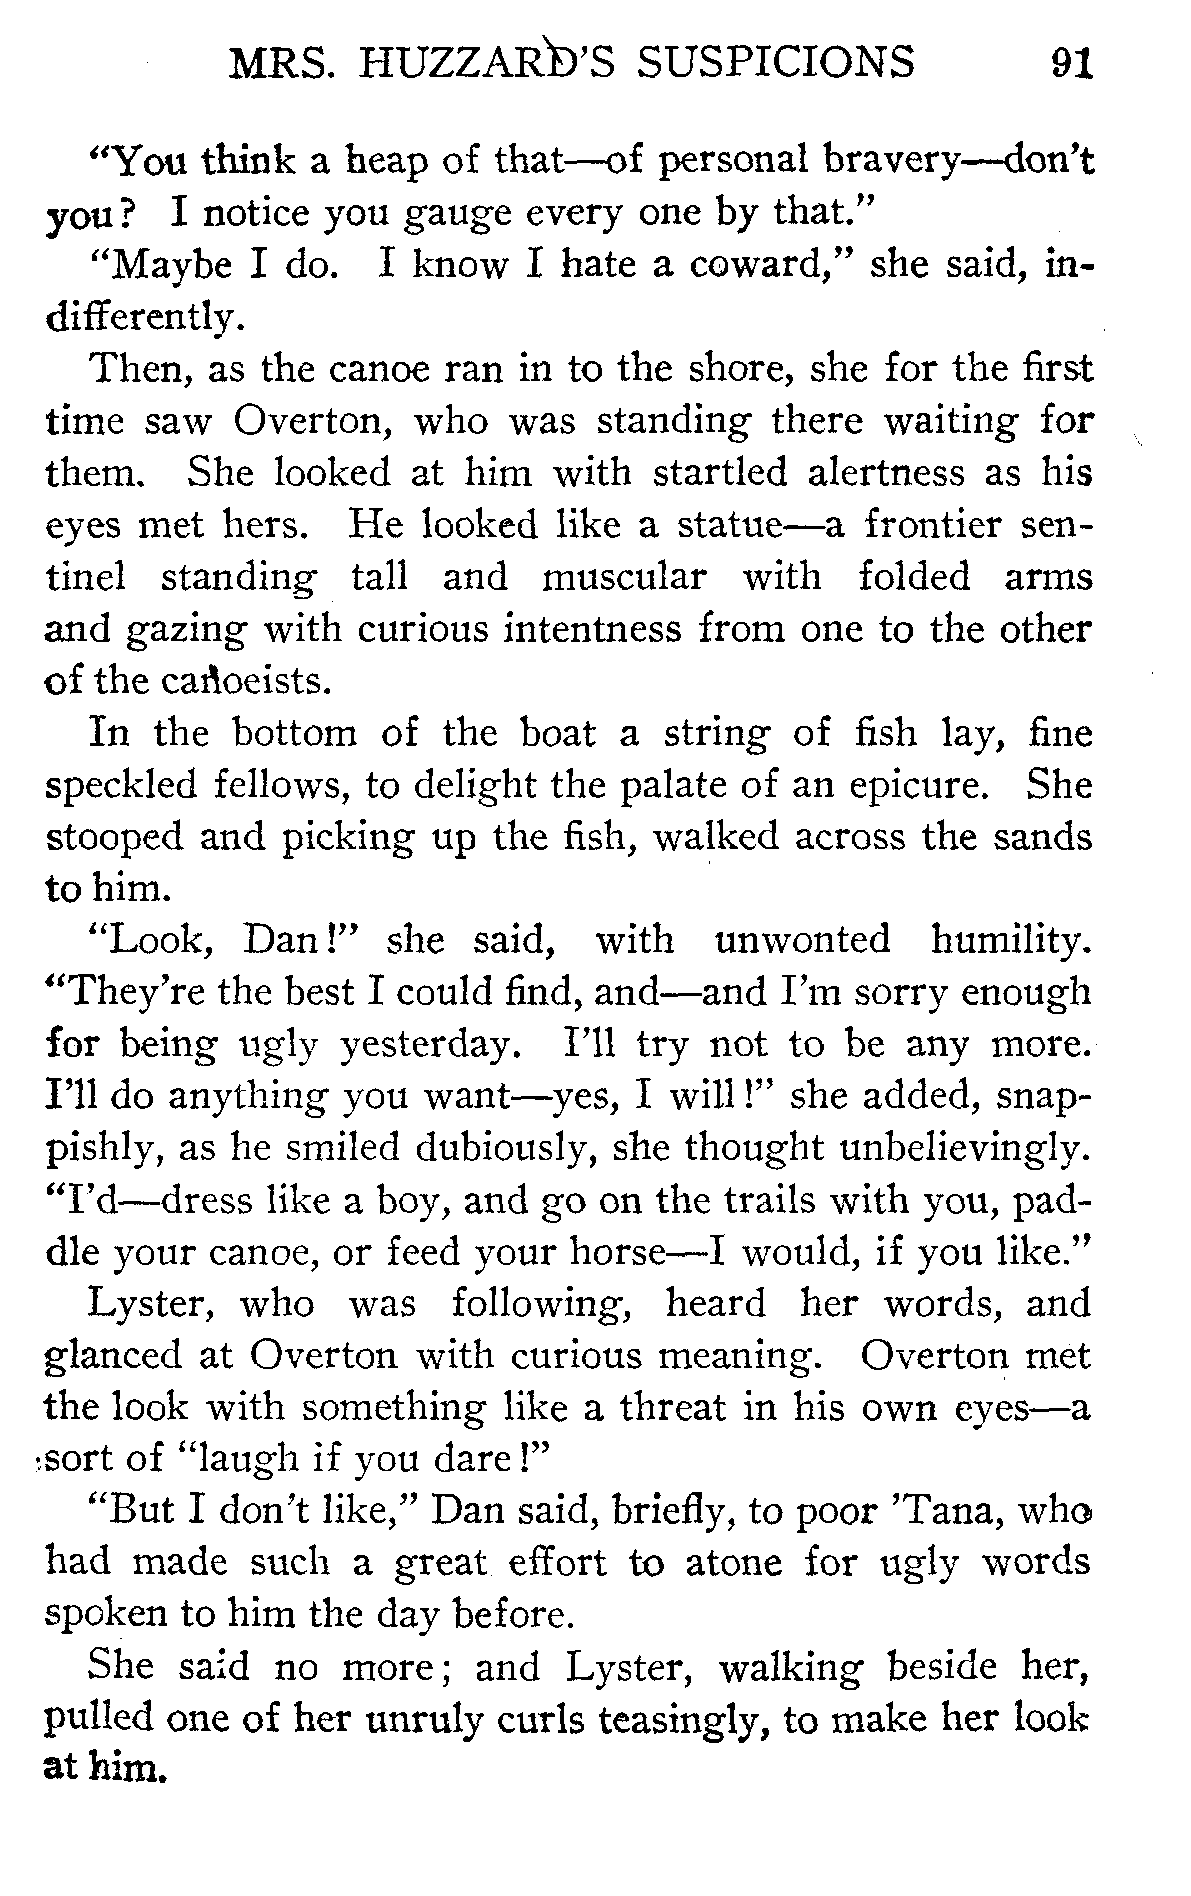 MRS. HUZZARD'S SUSPICIONS 91
“You think a heap of that—of personal bravery—don’t
you? I notice you gauge every one by that.”
“Maybe I do. I know I hate a coward,” she said, in-
differently.
Then, as the canoe ran in to the shore, she for the first
time saw Overton, who was standing there waiting for
them. She looked at him with startled alertness as his
eyes met hers. He looked like a statue—a frontier sen-
tinel standing tall and muscular with folded arms
and gazing with curious intentness from one to the other
of the canoeists.
In the bottom of the boat a string of fish lay, fine
speckled fellows, to delight the palate of an epicure. She
stooped and picking up the fish, walked across the sands
to him.
“Look, Dan!” she said, with unwonted humility.
“They’re the best I could find, and—and I’m sorry enough
for being ugly yesterday. I’ll try not to be any more.
I’ll do anything you want—yes, I will!” she added, snap-
pishly, as he smiled dubiously, she thought unbelievingly.
“I’d—dress like a boy, and go on the trails with you, pad-
dle your canoe, or feed your horse—I would, if you like.”
Lyster, who was following, heard her words, and
glanced at Overton with curious meaning. Overton met
the look with something like a threat in his own eyes—a
sort of “laugh if you dare!”
“But I don’t like,” Dan said, briefly, to poor ’Tana, who
had made such a great effort to atone for ugly words
spoken to him the day before.
She said no more; and Lyster, walking beside her,
pulled one of her unruly curls teasingly, to make her look
at him.